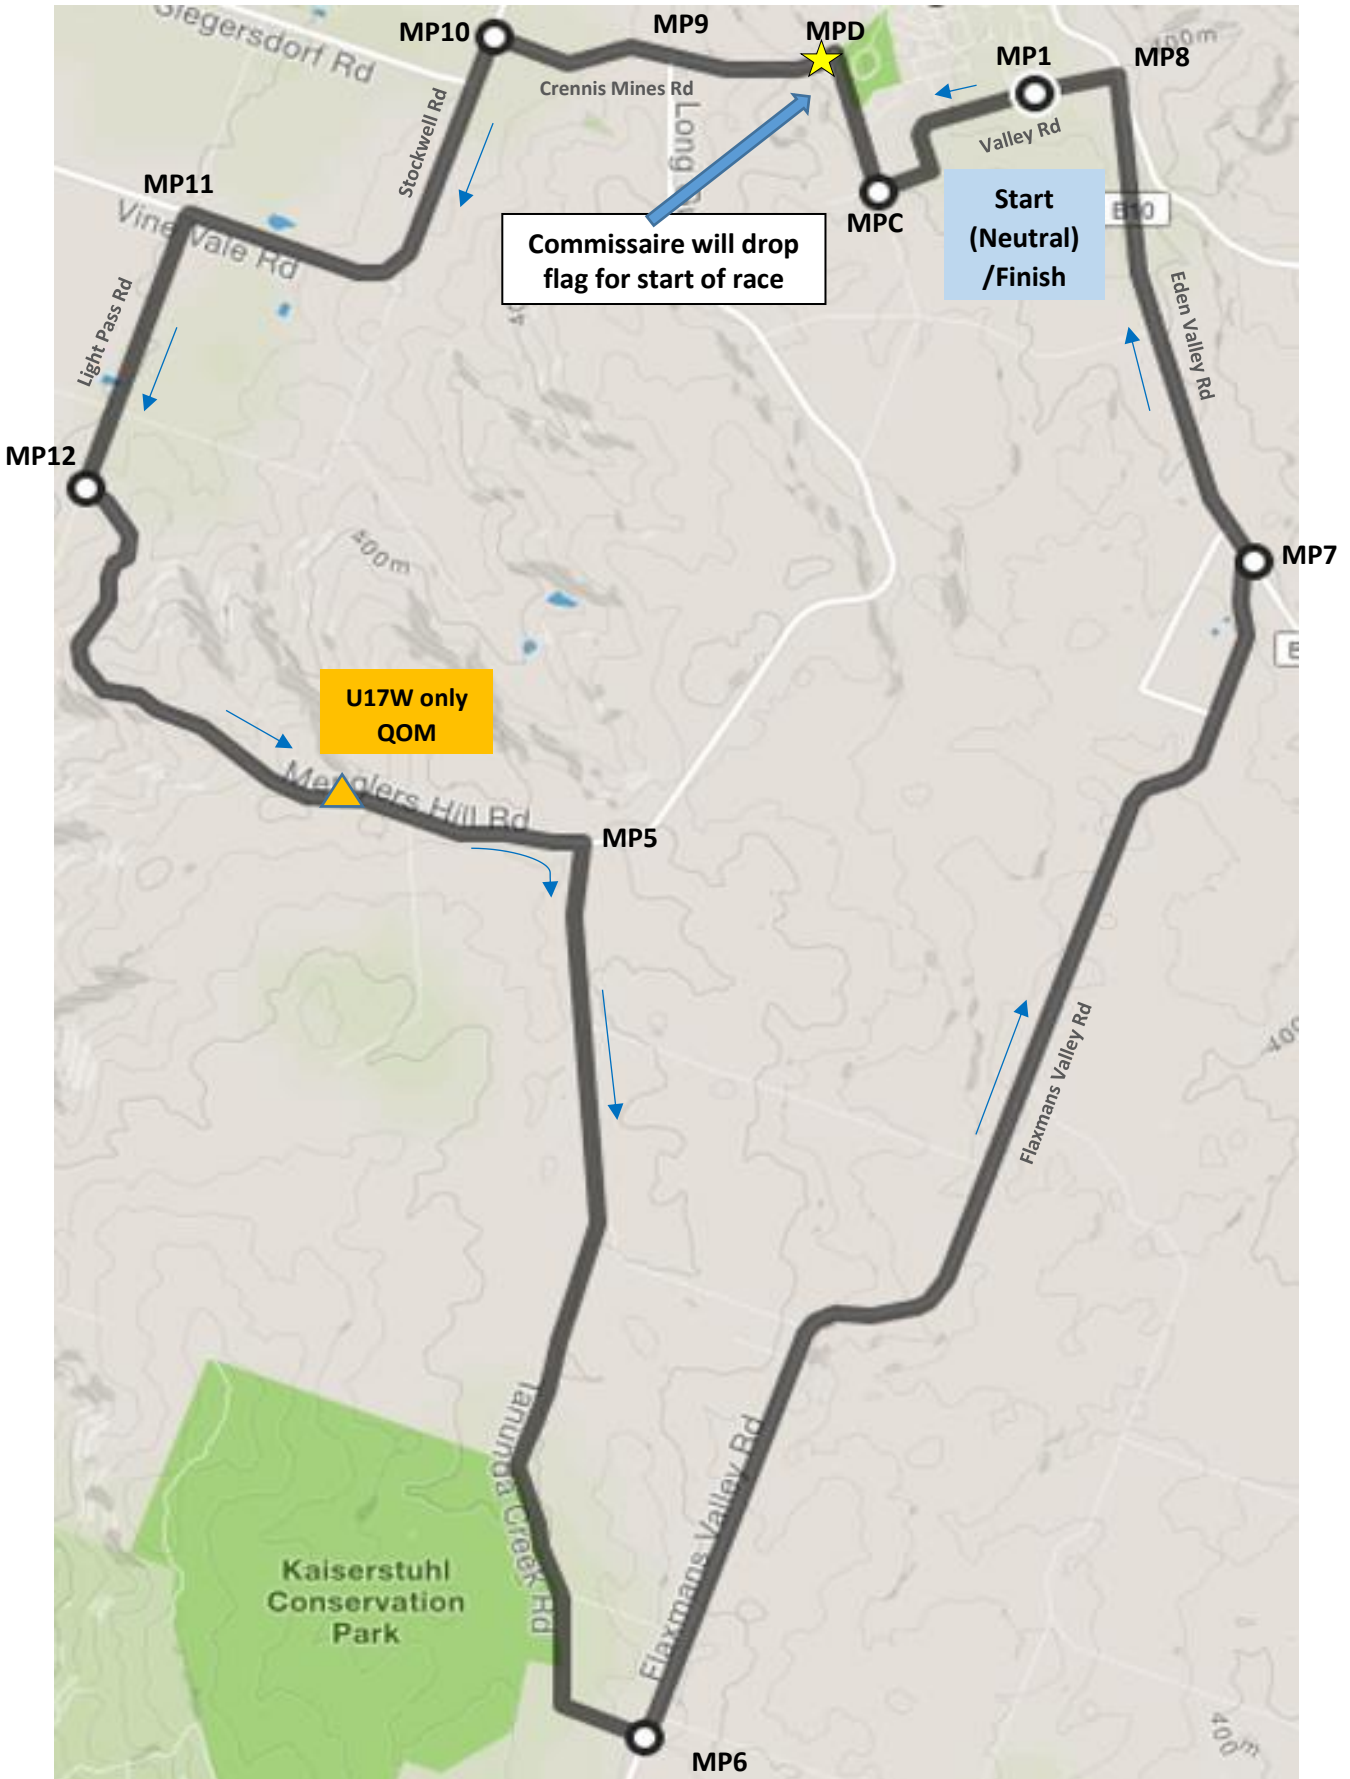 MP10
MP9
MPD
MP1
MP8
Siegersdorf Rd
400m
Crennis Mines Rd
Valley Rd
Stockwell Rd
MP11
MPC
B10
Vine Vale Rd
Commissaire will drop
flag for start of race
Start
(Neutral)
/Finish
Light Pass Rd
Eden Valley Rd
Long
MP12
MP7
400m
U17W only
QOM
Menglers Hill Rd
MP5
Flaxmans Valley Rd
400
Tanunda Creek Rd
Flaxmans Valley Rd
Kaiserstuhl
Conservation
Park
400m
MP6